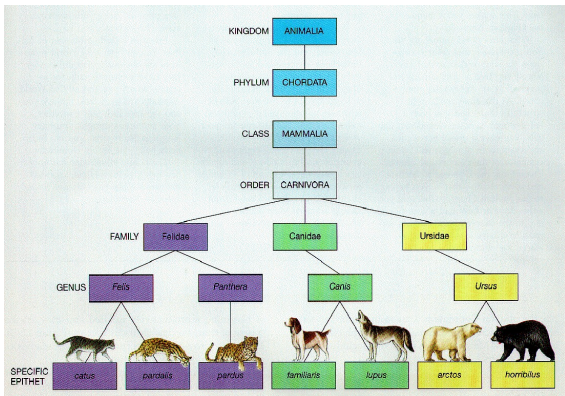 KINGDOM ANIMALIA
PHYLUM CHORDATA
CLASS MAMMALIA
ORDER CARNIVORA
FAMILY Felidae Canidae Ursidae
GENUS Felis Panthera Canis Ursus
SPECIFIC
EPITHET catus pardalis pardus familiaris lupus arctos horribilus